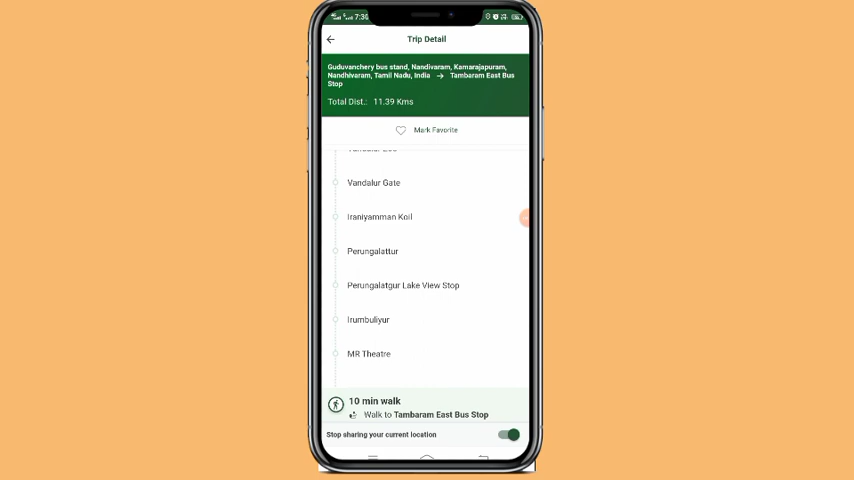 7:30
Trip Detail
Guduvanchery bus stand, Nandivaram, Kamarajapuram,
Nandhivaram, Tamil Nadu, India → Tambaram East Bus
Stop
Total Dist.: 11.39 Kms
Mark Favorite
Vandalur Gate
Iraniyamman Koil
Perungalattur
Perungalatgur Lake View Stop
Irumbuliyur
MR Theatre
10 min walk
Walk to Tambaram East Bus Stop
Stop sharing your current location